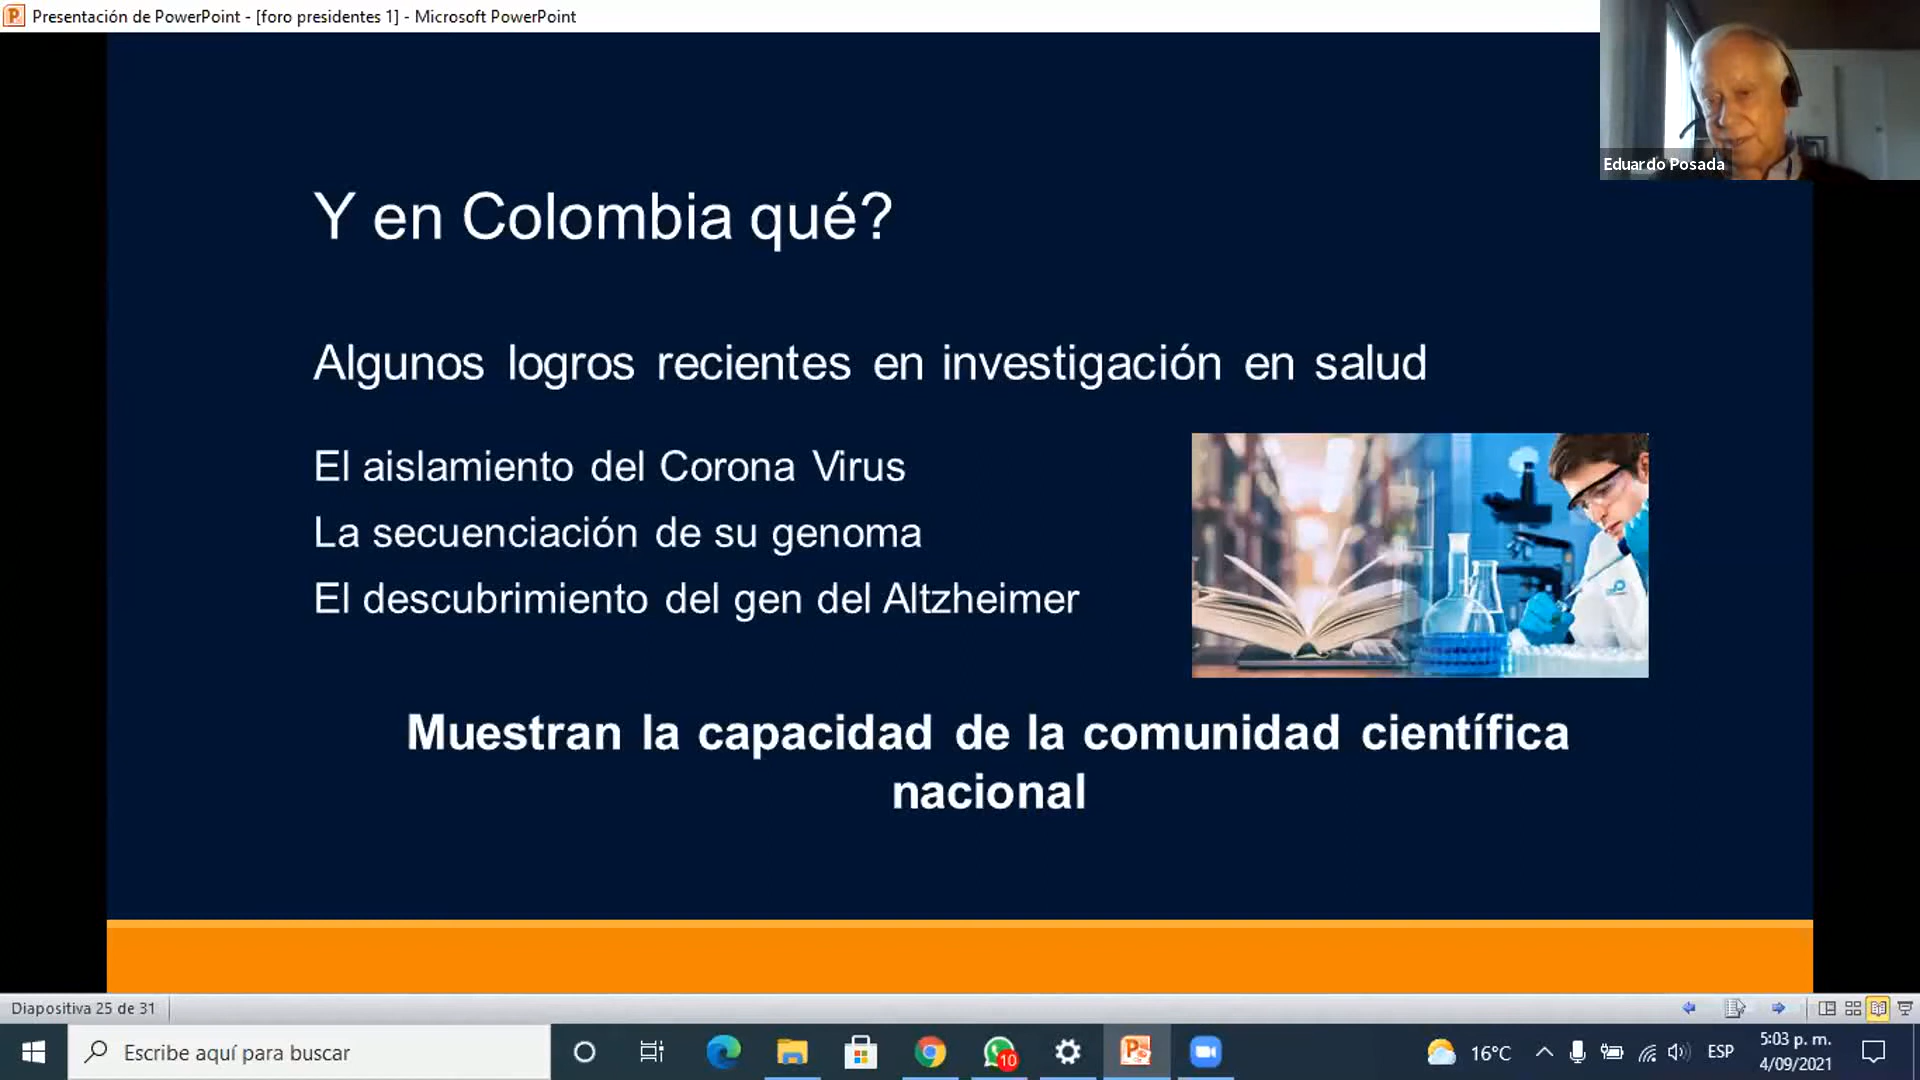 Presentación de PowerPoint - [foro presidentes 1] - Microsoft PowerPoint
Eduardo Posada
Y en Colombia qué?
Algunos logros recientes en investigación en salud
El aislamiento del Corona Virus
La secuenciación de su genoma
El descubrimiento del gen del Altzheimer
Muestran la capacidad de la comunidad científica
nacional
Diapositiva 25 de 31
Escribe aquí para buscar
10
16°C
ESP
5:03 p. m.
4/09/2021